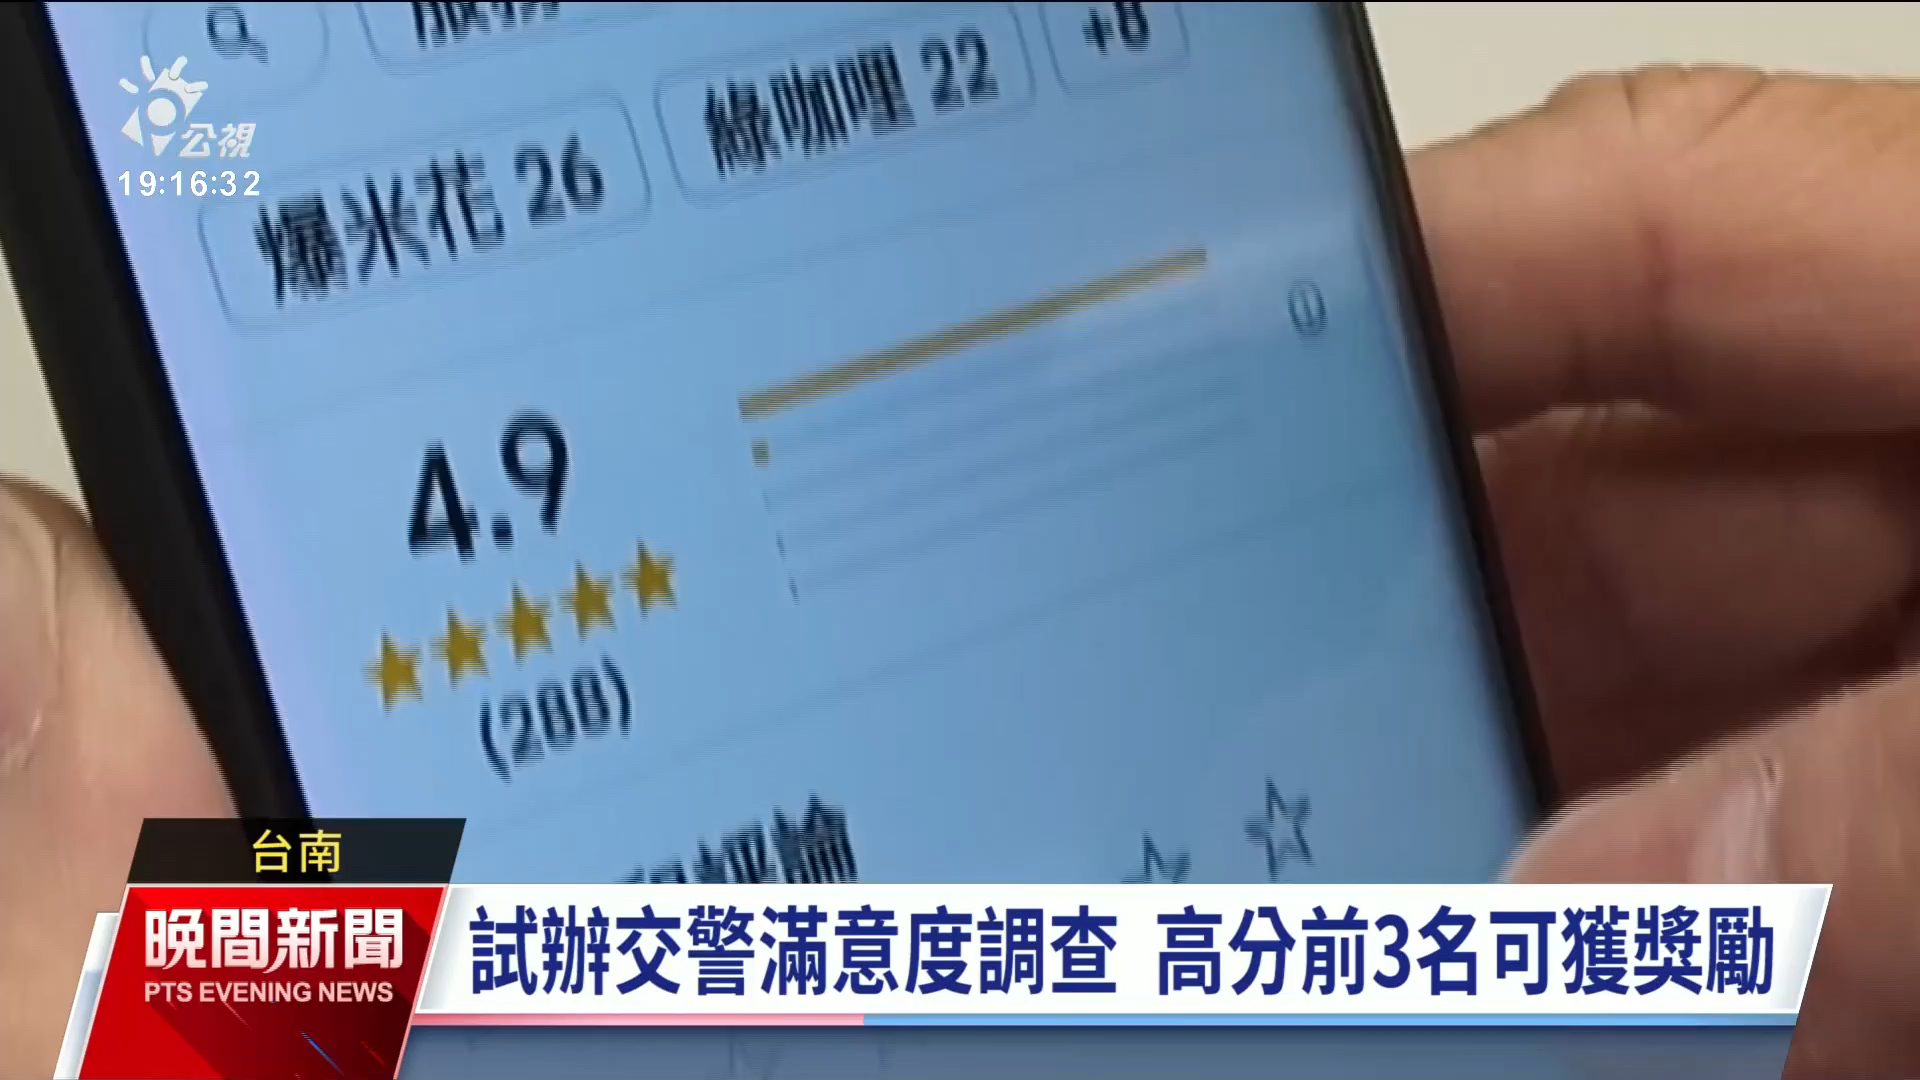 +8
綠咖哩 22
爆米花 26
公視
19:16:32
4.9
台南
晚間新聞
PTS EVENING NEWS
試辦交警滿意度調查 高分前3名可獲獎勵